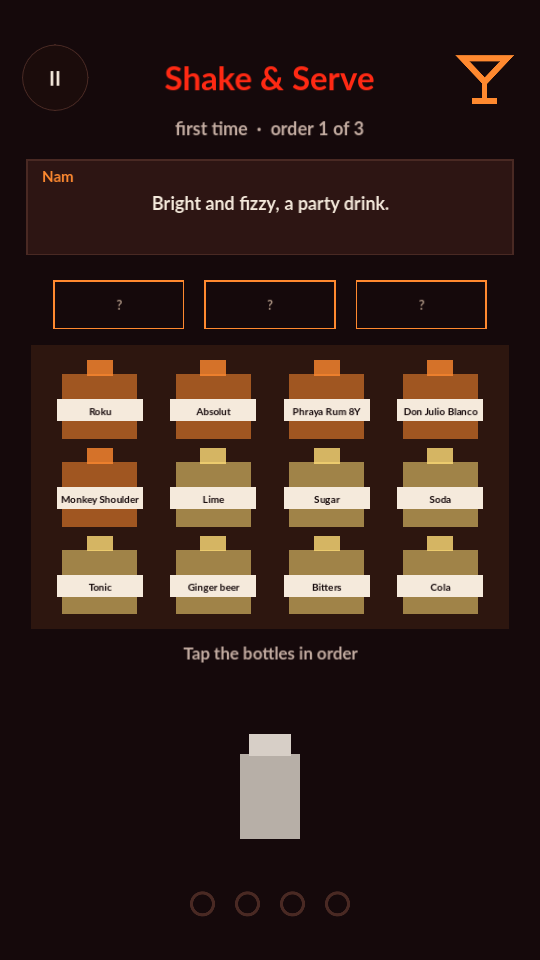 Shake & Serve
first time · order 1 of 3
Nam
Bright and fizzy, a party drink.
? ? ?
Roku Absolut Phraya Rum 8Y Don Julio Blanco
Monkey Shoulder Lime Sugar Soda
Tonic Ginger beer Bitters Cola
Tap the bottles in order